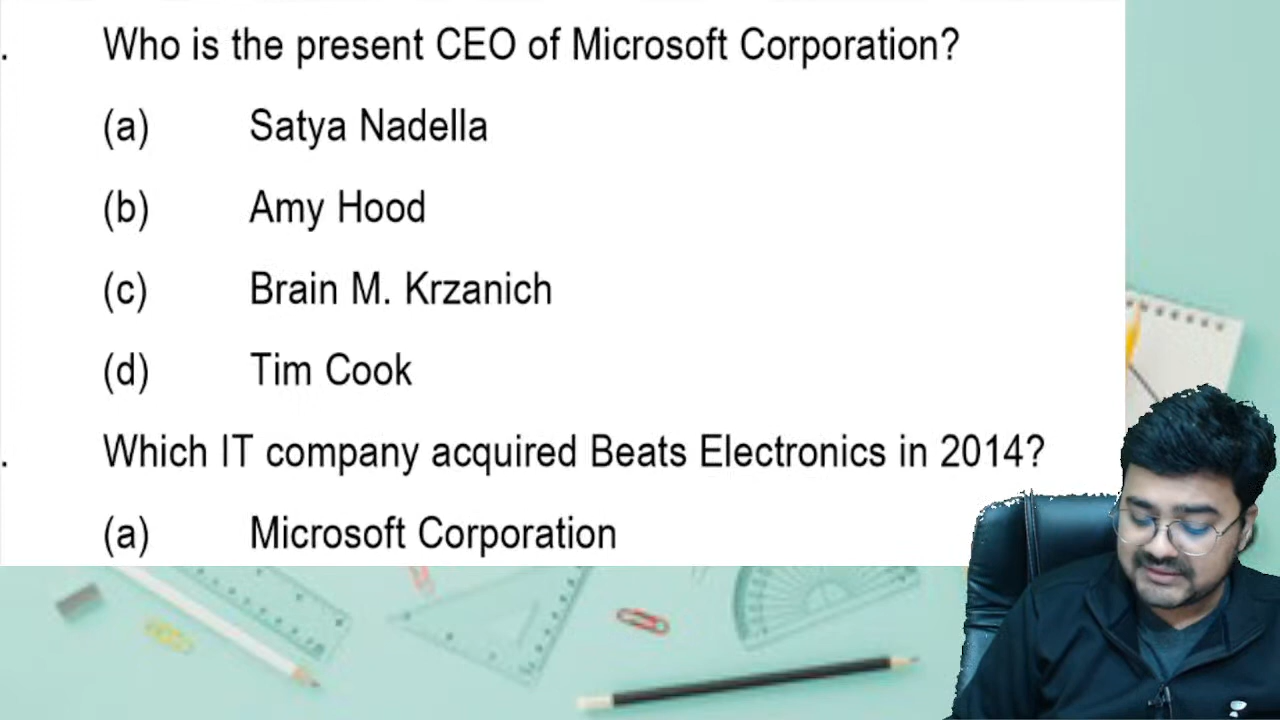 . Who is the present CEO of Microsoft Corporation?
(a) Satya Nadella
(b) Amy Hood
(c) Brain M. Krzanich
(d) Tim Cook
. Which IT company acquired Beats Electronics in 2014?
(a) Microsoft Corporation